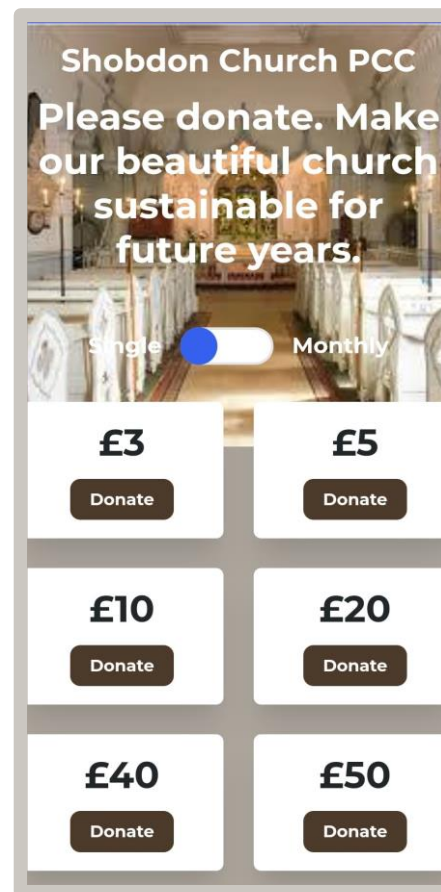 Shobdon Church PCC
Please donate. Make
our beautiful church
sustainable for
future years.
Single Monthly
£3 £5
Donate Donate
£10 £20
Donate Donate
£40 £50
Donate Donate